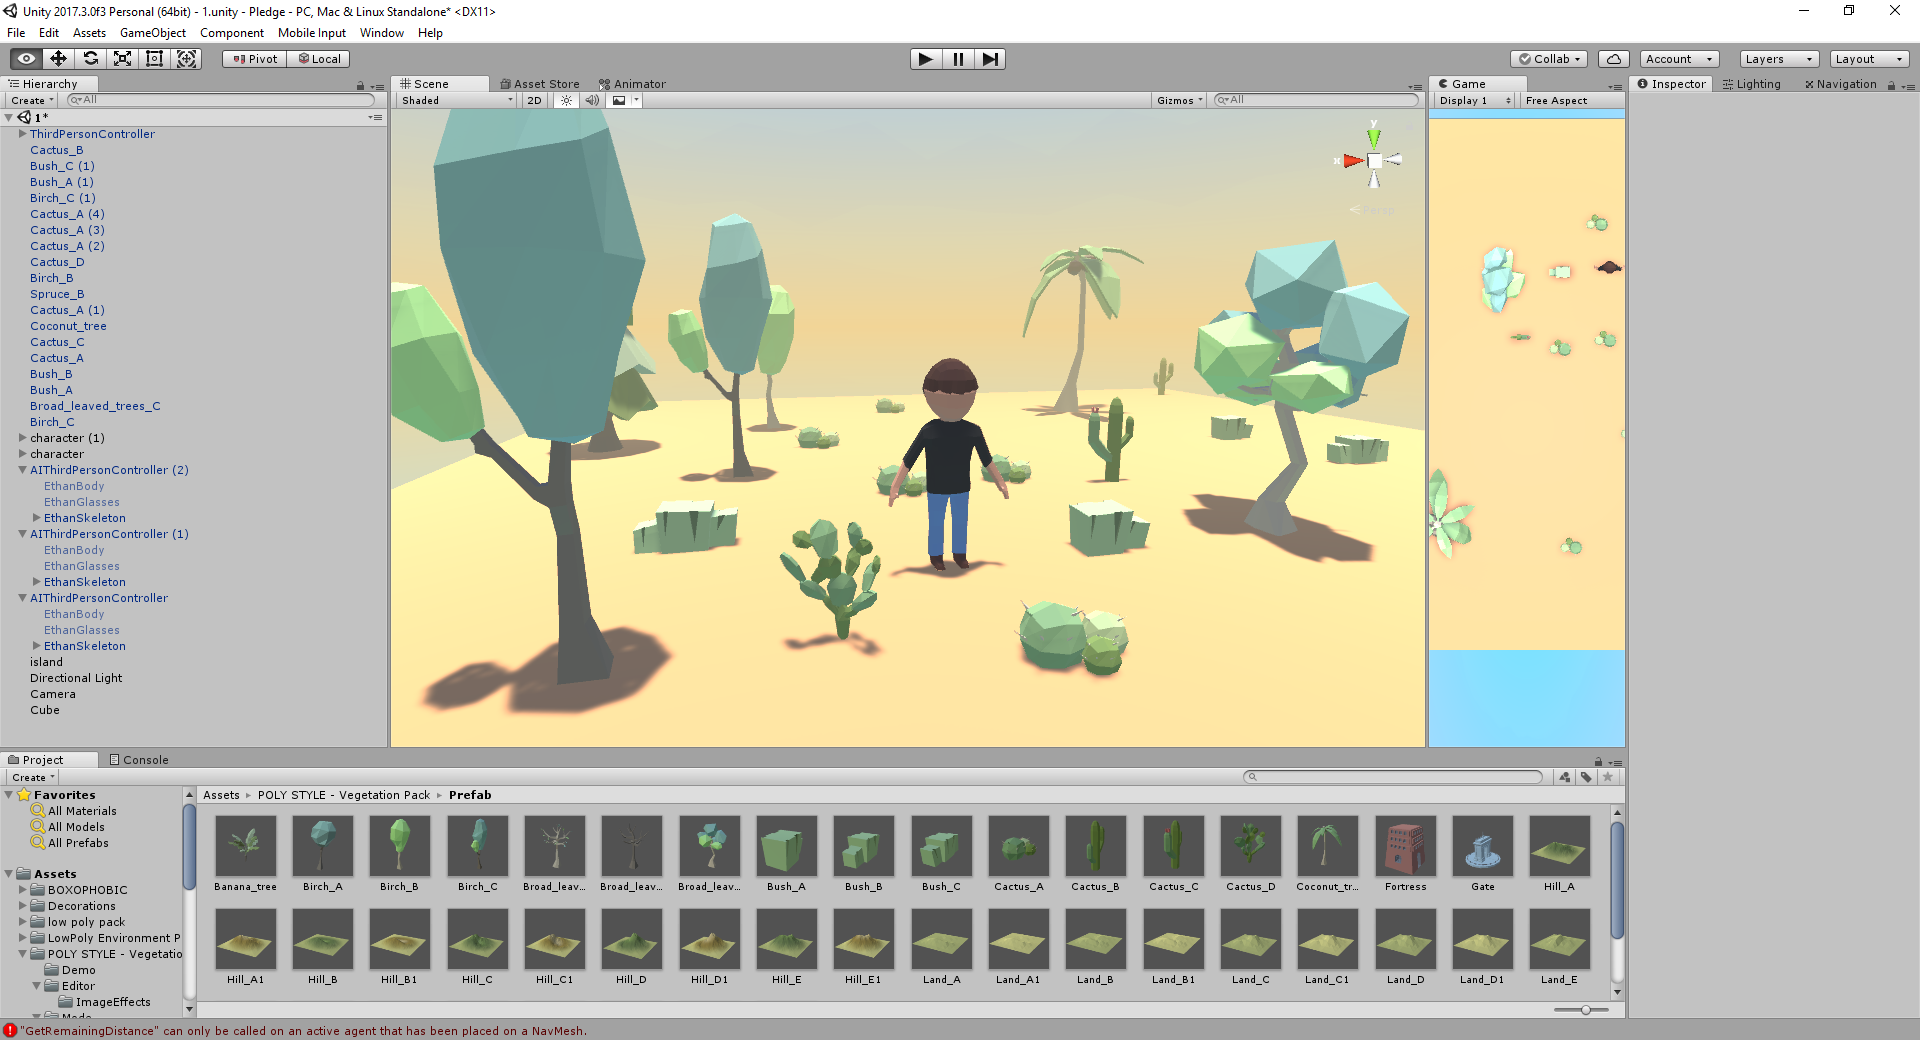 Unity 2017.3.0f3 Personal (64bit) - 1.unity - Pledge - PC, Mac & Linux Standalone* <DX11>
File Edit Assets GameObject Component Mobile Input Window Help
Pivot Local Collab Account Layers Layout
Hierarchy
Create All
1*
ThirdPersonController
Cactus_B
Bush_C (1)
Bush_A (1)
Birch_C (1)
Cactus_A (4)
Cactus_A (3)
Cactus_A (2)
Cactus_D
Birch_B
Spruce_B
Cactus_A (1)
Coconut_tree
Cactus_C
Cactus_A
Bush_B
Bush_A
Broad_leaved_trees_C
Birch_C
character (1)
character
AIThirdPersonController (2)
EthanBody
EthanGlasses
EthanSkeleton
AIThirdPersonController (1)
EthanBody
EthanGlasses
EthanSkeleton
AIThirdPersonController
EthanBody
EthanGlasses
EthanSkeleton
island
Directional Light
Camera
Cube
Scene Asset Store Animator
Shaded 2D Gizmos All
y
x
Persp
Game
Display 1 Free Aspect
Inspector Lighting Navigation
Project Console
Create
Favorites
All Materials
All Models
All Prefabs
Assets
BOXOPHOBIC
Decorations
low poly pack
LowPoly Environment P
POLY STYLE - Vegetatio
Demo
Editor
ImageEffects
Assets POLY STYLE - Vegetation Pack Prefab
Banana_tree Birch_A Birch_B Birch_C Broad_leav... Broad_leav... Broad_leav... Bush_A Bush_B Bush_C Cactus_A Cactus_B Cactus_C Cactus_D Coconut_tr... Fortress Gate Hill_A
Hill_A1 Hill_B Hill_B1 Hill_C Hill_C1 Hill_D Hill_D1 Hill_E Hill_E1 Land_A Land_A1 Land_B Land_B1 Land_C Land_C1 Land_D Land_D1 Land_E
"GetRemainingDistance" can only be called on an active agent that has been placed on a NavMesh.